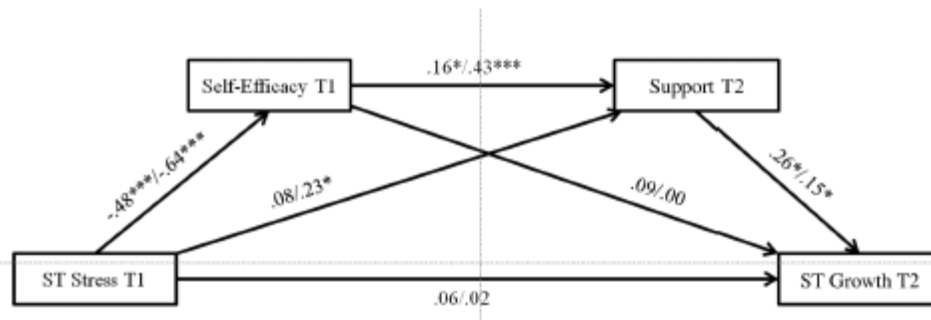 .16*/.43***
Self-Efficacy T1
Support T2
-.48***/-.64***
.08/.23*
.09/.00
.26*/.15*
ST Stress T1
ST Growth T2
.06/.02